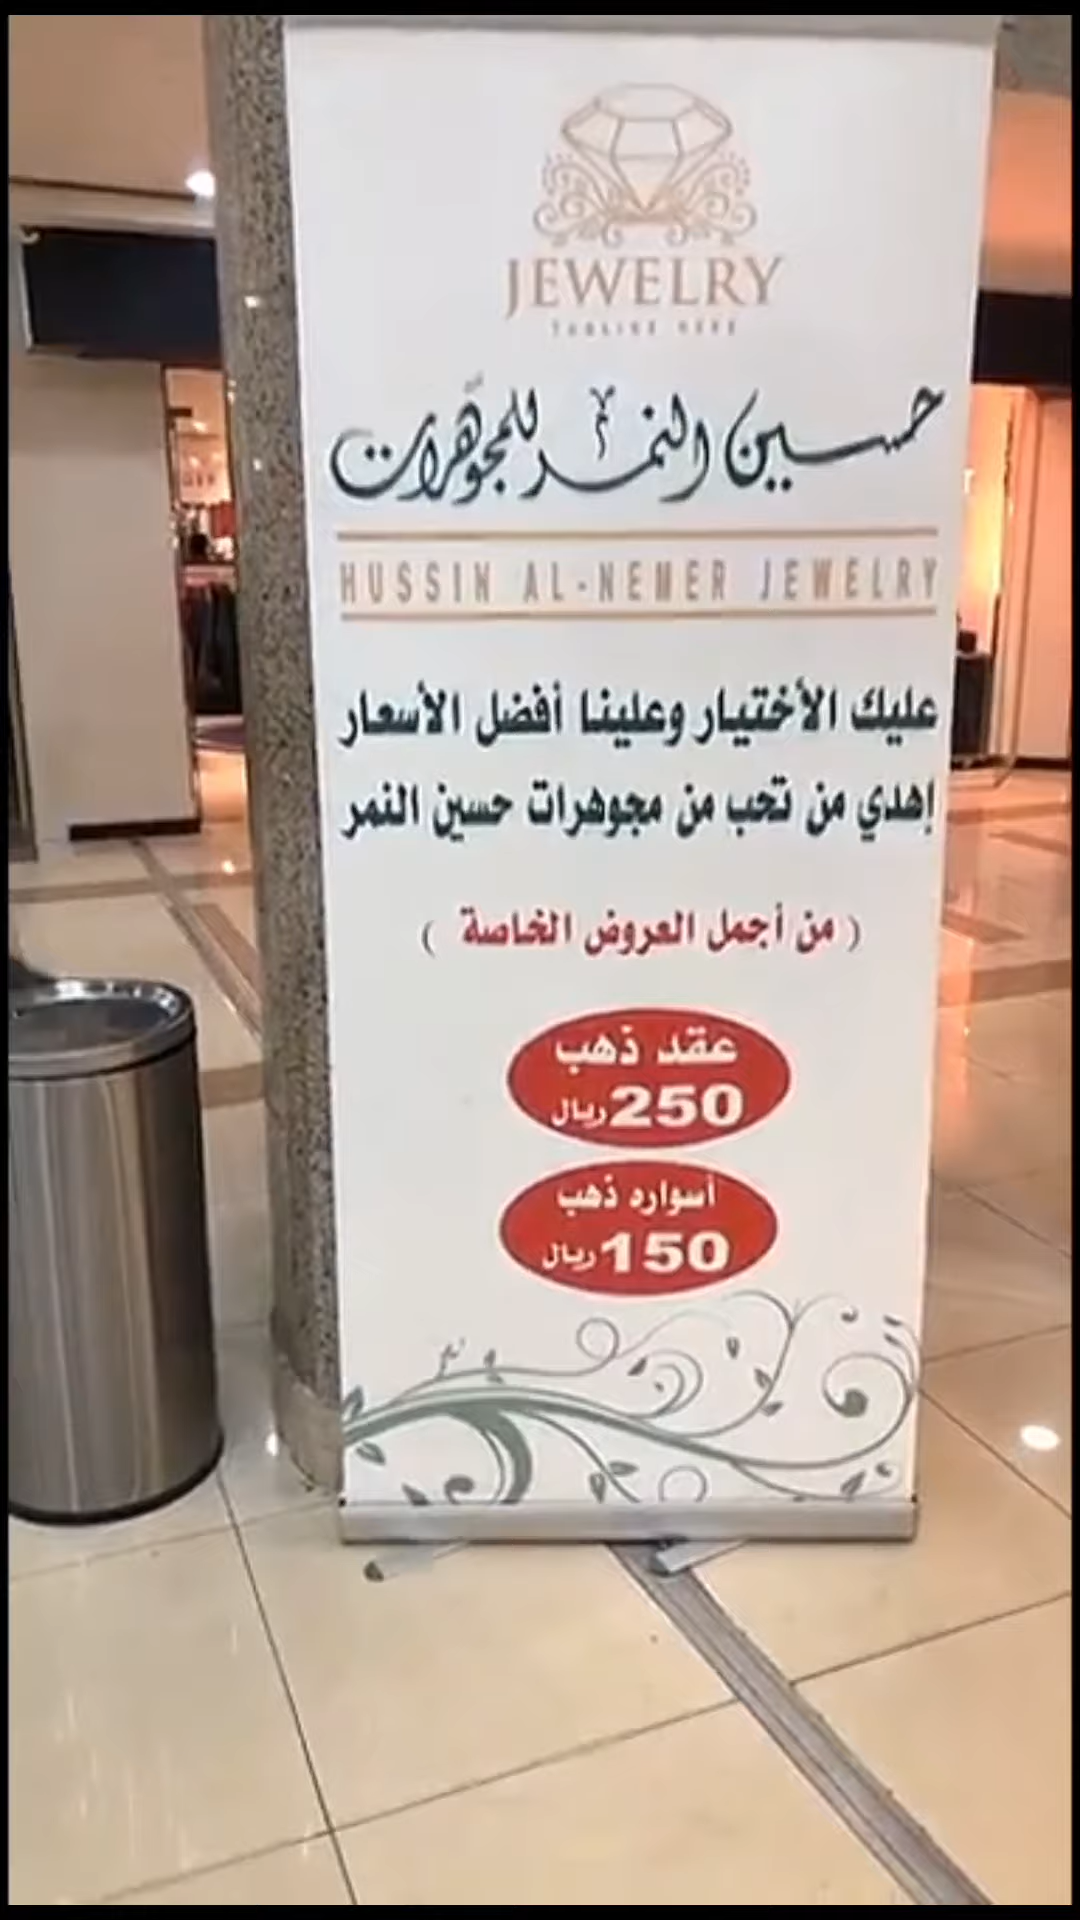 JEWELRY
حسين النمر للمجوهرات
HUSSIN AL-NEMER JEWELRY
عليك الأختيار وعلينا أفضل الأسعار
إهدي من تحب من مجوهرات حسين النمر
( من أجمل العروض الخاصة )
عقد ذهب
250 ريال
أسواره ذهب
150 ريال